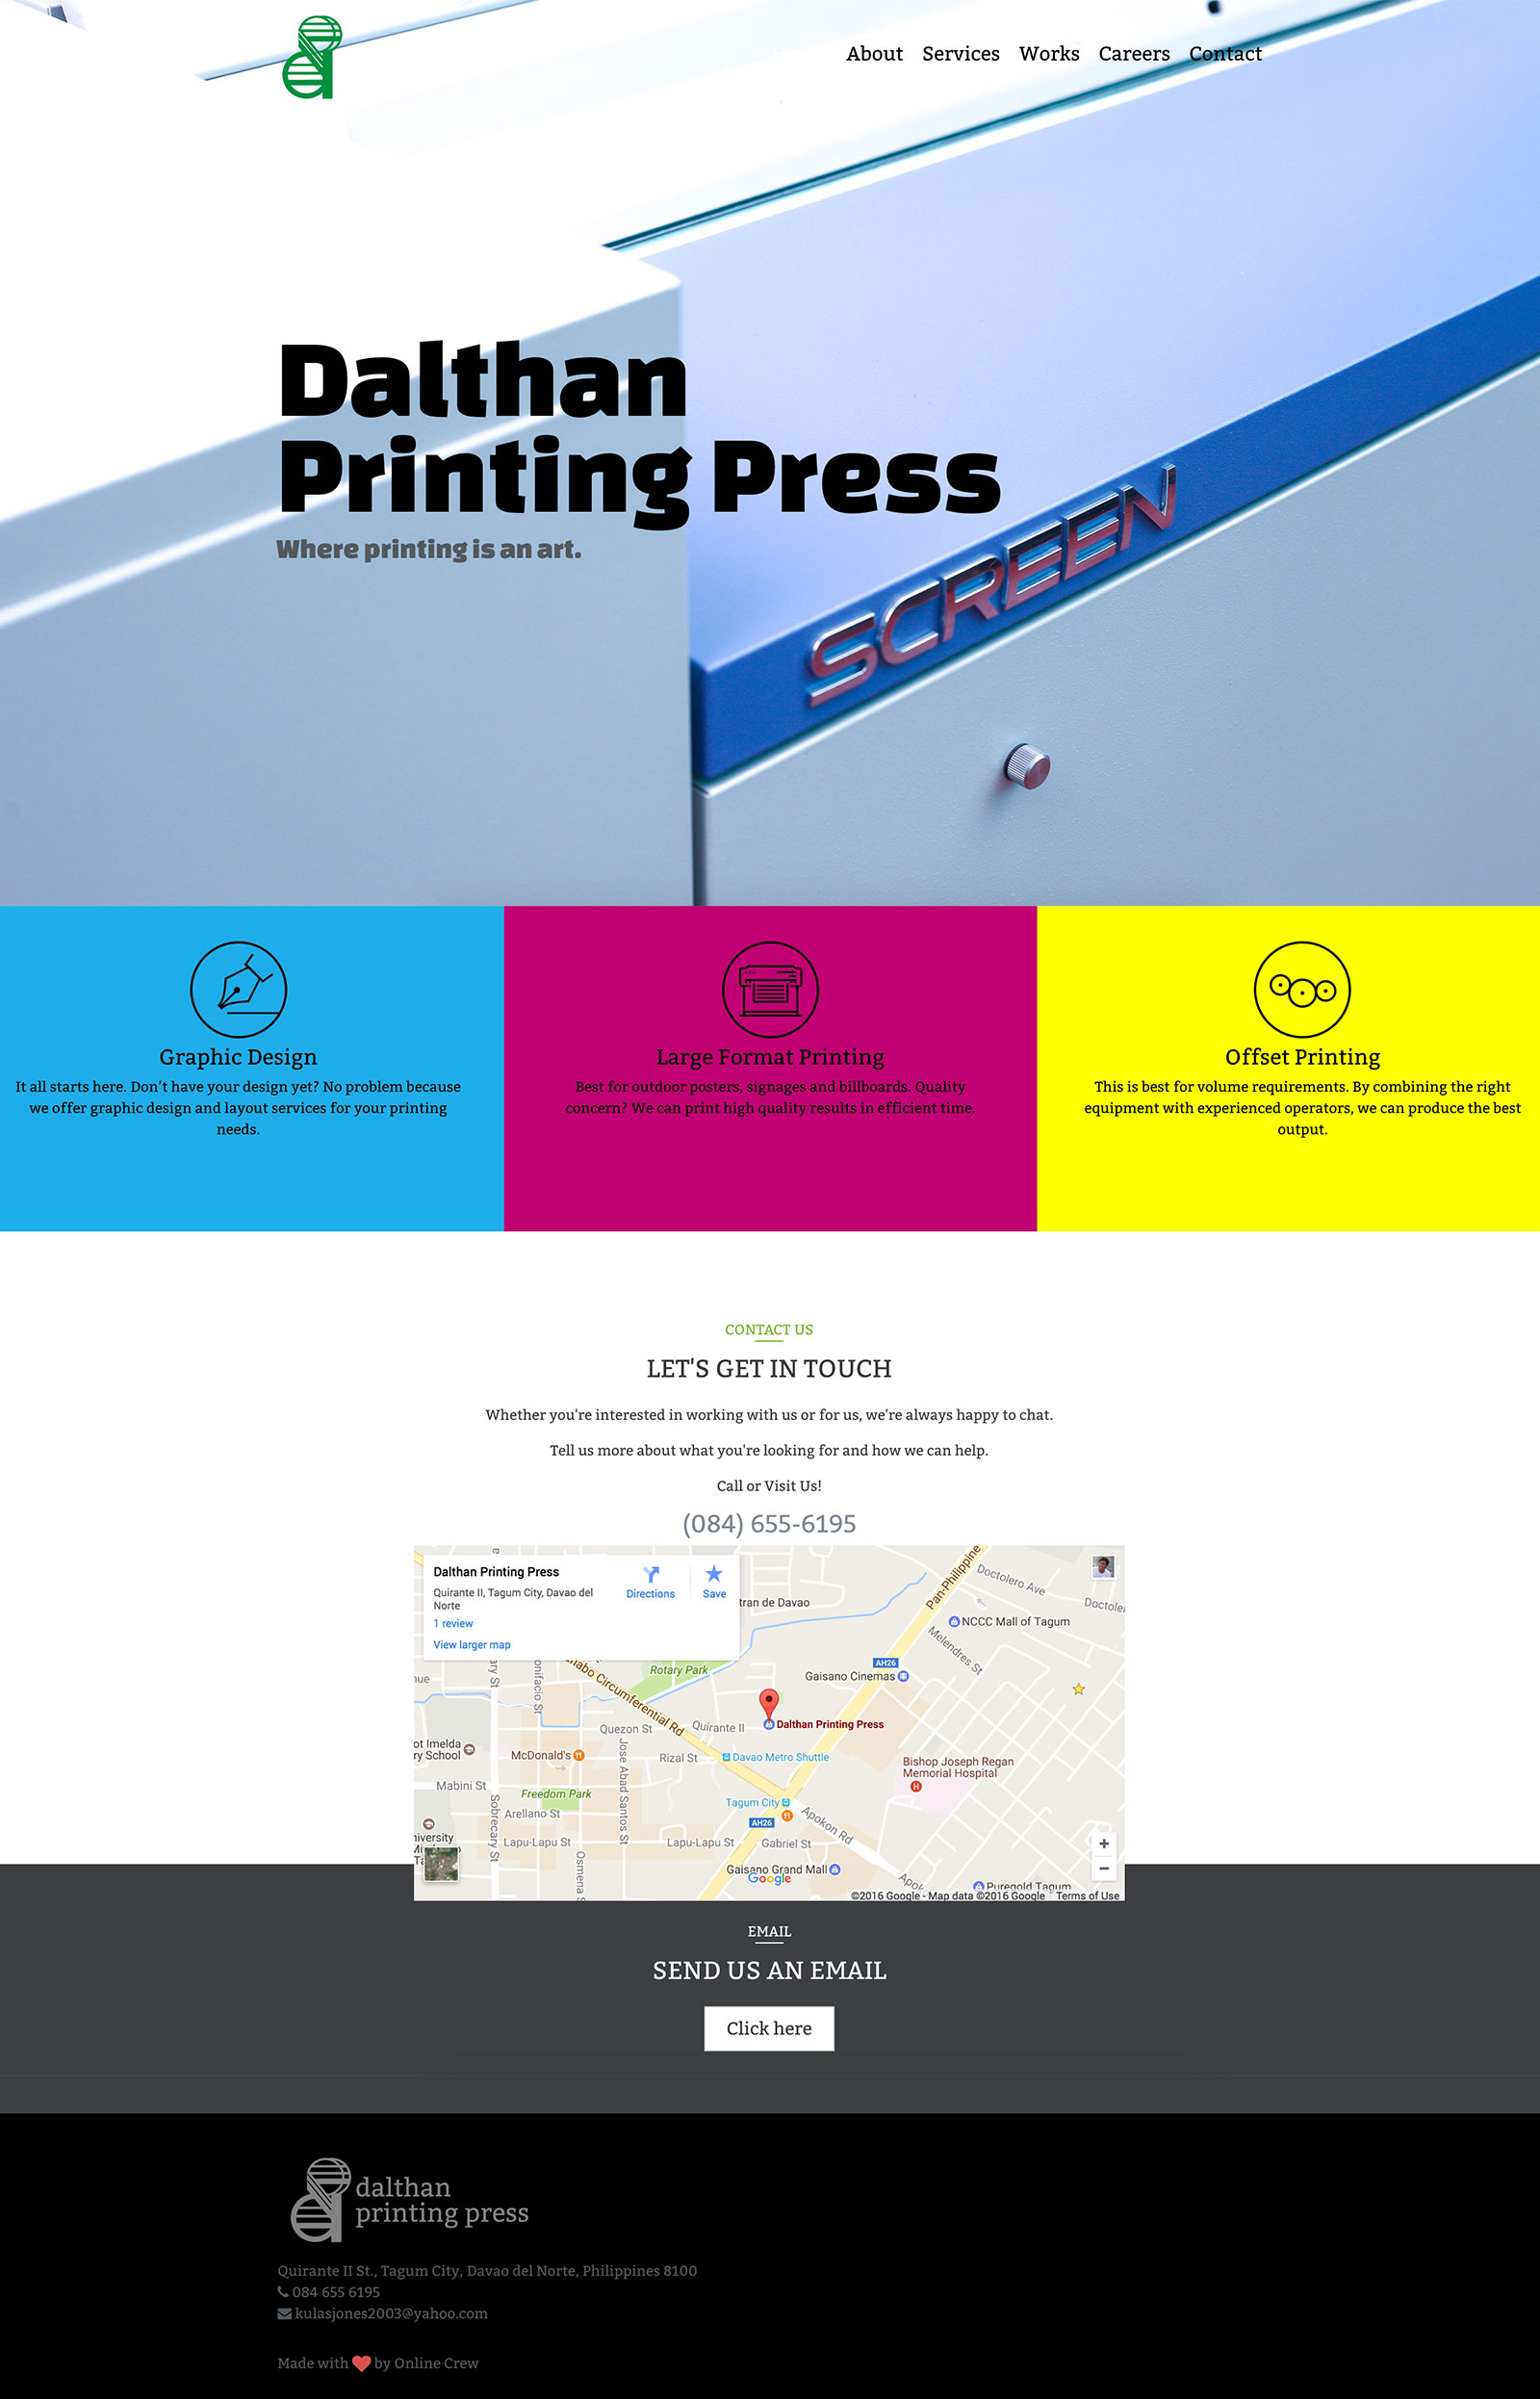 About Services Works Careers Contact
Dalthan
Printing Press
Where printing is an art.
SCREEN
Graphic Design
It all starts here. Don't have your design yet? No problem because
we offer graphic design and layout services for your printing
needs.
Large Format Printing
Best for outdoor posters, signages and billboards. Quality
concern? We can print high quality results in efficient time.
Offset Printing
This is best for volume requirements. By combining the right
equipment with experienced operators, we can produce the best
output.
CONTACT US
LET'S GET IN TOUCH
Whether you're interested in working with us or for us, we're always happy to chat.
Tell us more about what you're looking for and how we can help.
Call or Visit Us!
(084) 655-6195
Dalthan Printing Press
Quirante II, Tagum City, Davao del
Norte
1 review
View larger map
Directions
Save
tran de Davao
Pan-Philippine
Doctolero Ave
NCCC Mall of Tagum
Melendres St
AH26
Gaisano Cinemas
Rotary Park
Circumferential Rd
Quezon St
Quirante II
Dalthan Printing Press
McDonald's
Rizal St
Davao Metro Shuttle
Jose Abad Santos St
Bishop Joseph Regan
Memorial Hospital
ot Imelda
ry School
Mabini St
Freedom Park
Sobrecary St
Arellano St
Tagum City
AH26
Apokon Rd
Lapu-Lapu St
Lapu-Lapu St
Gabriel St
Osmena
Gaisano Grand Mall
Google
Puregold Tagum
©2016 Google - Map data ©2016 Google
Terms of Use
EMAIL
SEND US AN EMAIL
Click here
dalthan
printing press
Quirante II St., Tagum City, Davao del Norte, Philippines 8100
084 655 6195
kulasjones2003@yahoo.com
Made with by Online Crew